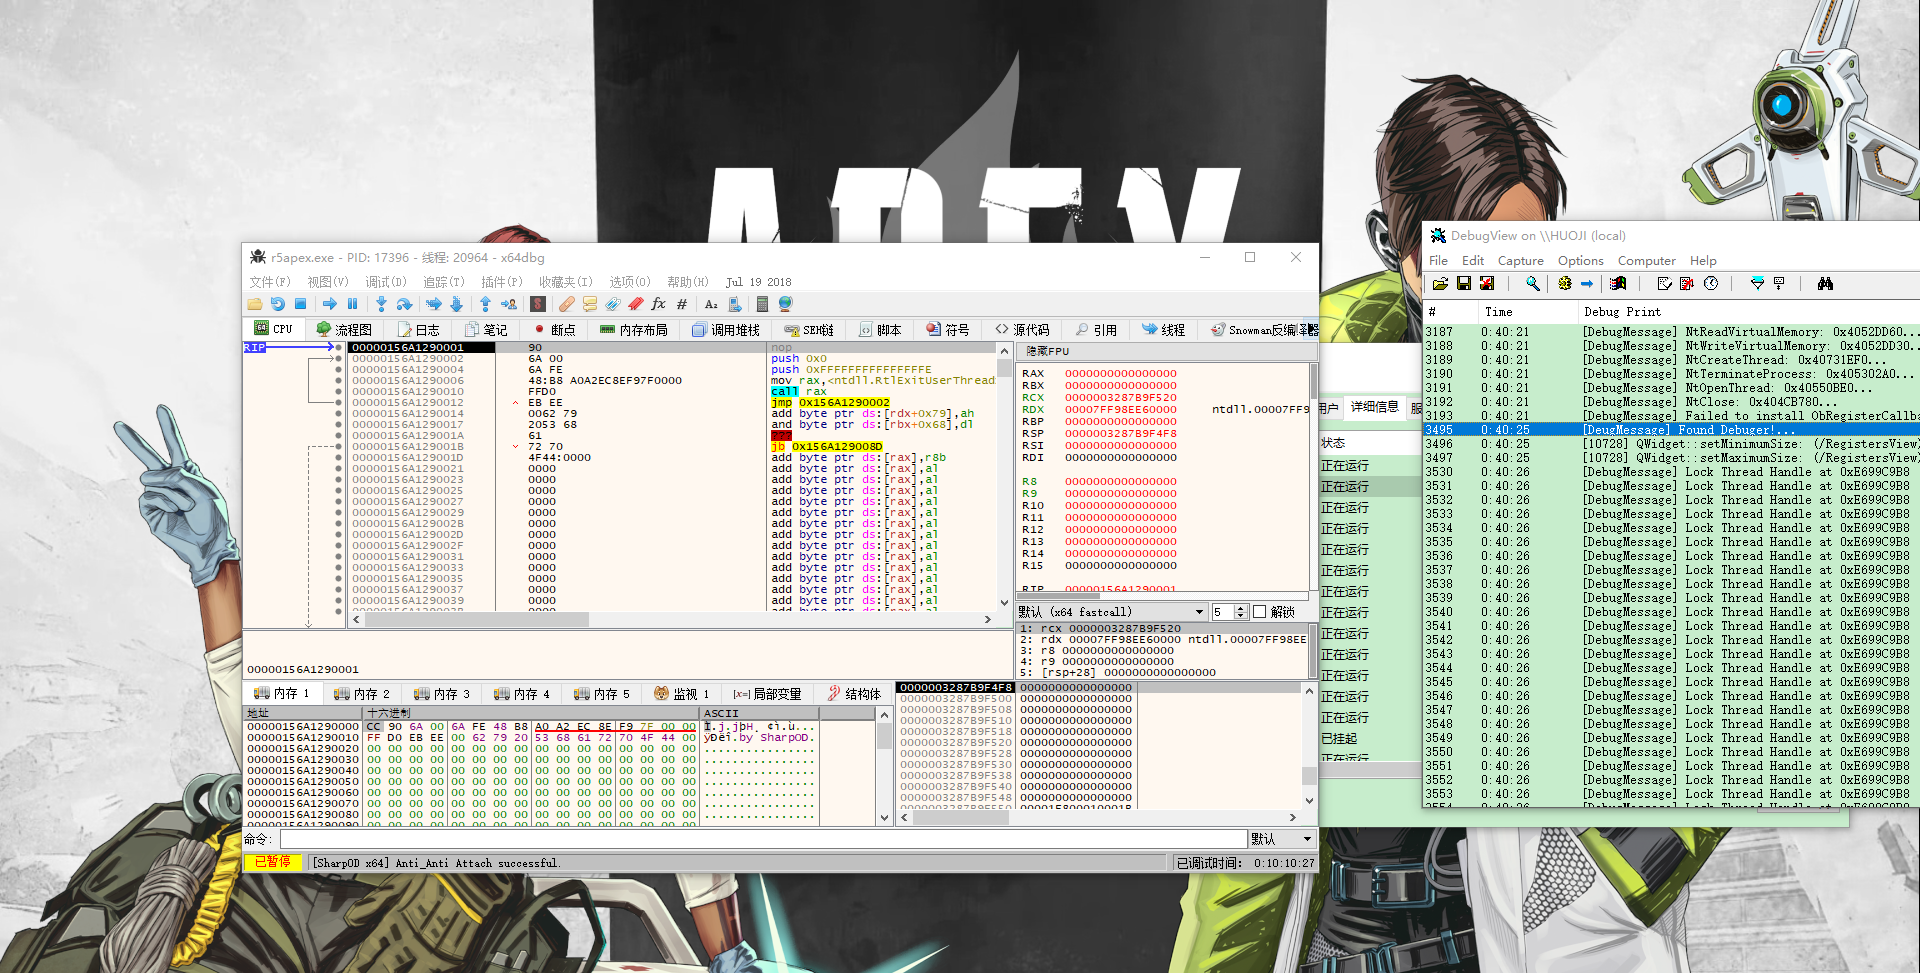 APEX
r5apex.exe - PID: 17396 - 线程: 20964 - x64dbg
文件(F) 视图(V) 调试(D) 追踪(T) 插件(P) 收藏夹(I) 选项(O) 帮助(H) Jul 19 2018
CPU 流程图 日志 笔记 断点 内存布局 调用堆栈 SEH链 脚本 符号 源代码 引用 线程 Snowman反编译器
RIP
00000156A1290001 90 nop
00000156A1290002 6A 00 push 0x0
00000156A1290004 6A FE push 0xFFFFFFFFFFFFFFFE
00000156A1290006 48:B8 A0A2EC8EF97F0000 mov rax,<ntdll.RtlExitUserThread
00000156A1290010 FFD0 call rax
00000156A1290012 EB EE jmp 0x156A1290002
00000156A1290014 0062 79 add byte ptr ds:[rdx+0x79],ah
00000156A1290017 2053 68 and byte ptr ds:[rbx+0x68],dl
00000156A129001A 61 ???
00000156A129001B 72 70 jb 0x156A129008D
00000156A129001D 4F44:0000 add byte ptr ds:[rax],r8b
00000156A1290021 0000 add byte ptr ds:[rax],al
00000156A1290023 0000 add byte ptr ds:[rax],al
00000156A1290025 0000 add byte ptr ds:[rax],al
00000156A1290027 0000 add byte ptr ds:[rax],al
00000156A1290029 0000 add byte ptr ds:[rax],al
00000156A129002B 0000 add byte ptr ds:[rax],al
00000156A129002D 0000 add byte ptr ds:[rax],al
00000156A129002F 0000 add byte ptr ds:[rax],al
00000156A1290031 0000 add byte ptr ds:[rax],al
00000156A1290033 0000 add byte ptr ds:[rax],al
00000156A1290035 0000 add byte ptr ds:[rax],al
00000156A1290037 0000 add byte ptr ds:[rax],al
00000156A1290039 0000 add byte ptr ds:[rax],al
00000156A1290001
隐藏FPU
RAX 0000000000000000
RBX 0000000000000000
RCX 0000003287B9F520
RDX 00007FF98EE60000 ntdll.00007FF9
RBP 0000000000000000
RSP 0000003287B9F4F8
RSI 0000000000000000
RDI 0000000000000000
R8 0000000000000000
R9 0000000000000000
R10 0000000000000000
R11 0000000000000000
R12 0000000000000000
R13 0000000000000000
R14 0000000000000000
R15 0000000000000000
RIP 00000156A1290001
默认 (x64 fastcall) 5 解锁
1: rcx 0000003287B9F520
2: rdx 00007FF98EE60000 ntdll.00007FF98EE
3: r8 0000000000000000
4: r9 0000000000000000
5: [rsp+28] 0000000000000000
内存 1 内存 2 内存 3 内存 4 内存 5 监视 1 [x=]局部变量 结构体
地址 十六进制 ASCII
00000156A1290000 CC 90 6A 00 6A FE 48 B8 A0 A2 EC 8E F9 7F 00 00 Ì.j.jþH¸ ¢ì.ù...
00000156A1290010 FF D0 EB EE 00 62 79 20 53 68 61 72 70 4F 44 00 ÿÐëî.by SharpOD.
00000156A1290020 00 00 00 00 00 00 00 00 00 00 00 00 00 00 00 00 ................
00000156A1290030 00 00 00 00 00 00 00 00 00 00 00 00 00 00 00 00 ................
00000156A1290040 00 00 00 00 00 00 00 00 00 00 00 00 00 00 00 00 ................
00000156A1290050 00 00 00 00 00 00 00 00 00 00 00 00 00 00 00 00 ................
00000156A1290060 00 00 00 00 00 00 00 00 00 00 00 00 00 00 00 00 ................
00000156A1290070 00 00 00 00 00 00 00 00 00 00 00 00 00 00 00 00 ................
00000156A1290080 00 00 00 00 00 00 00 00 00 00 00 00 00 00 00 00 ................
0000003287B9F4F8 0000000000000000
0000003287B9F500 0000000000000000
0000003287B9F508 0000000000000000
0000003287B9F510 0000000000000000
0000003287B9F518 0000000000000000
0000003287B9F520 0000000000000000
0000003287B9F528 0000000000000000
0000003287B9F530 0000000000000000
0000003287B9F538 0000000000000000
0000003287B9F540 0000000000000000
0000003287B9F548 0000000000000000
命令: 默认
已暂停 [SharpOD x64] Anti_Anti Attach successful. 已调试时间: 0:10:10:27
用户 详细信息 服
状态
正在运行
正在运行
正在运行
正在运行
正在运行
正在运行
正在运行
正在运行
正在运行
正在运行
正在运行
正在运行
正在运行
已挂起
正在运行
DebugView on \\HUOJI (local)
File Edit Capture Options Computer Help
# Time Debug Print
3187 0:40:21 [DebugMessage] NtReadVirtualMemory: 0x4052DD60...
3188 0:40:21 [DebugMessage] NtWriteVirtualMemory: 0x4052DD30...
3189 0:40:21 [DebugMessage] NtCreateThread: 0x40731EF0...
3190 0:40:21 [DebugMessage] NtTerminateProcess: 0x405302A0...
3191 0:40:21 [DebugMessage] NtOpenThread: 0x40550BE0...
3192 0:40:21 [DebugMessage] NtClose: 0x404CB780...
3193 0:40:21 [DebugMessage] Failed to install ObRegisterCallba
3495 0:40:25 [DeugMessage] Found Debuger!...
3496 0:40:25 [10728] QWidget::setMinimumSize: (/RegistersView)
3497 0:40:25 [10728] QWidget::setMaximumSize: (/RegistersView)
3530 0:40:26 [DebugMessage] Lock Thread Handle at 0xE699C9B8
3531 0:40:26 [DebugMessage] Lock Thread Handle at 0xE699C9B8
3532 0:40:26 [DebugMessage] Lock Thread Handle at 0xE699C9B8
3533 0:40:26 [DebugMessage] Lock Thread Handle at 0xE699C9B8
3534 0:40:26 [DebugMessage] Lock Thread Handle at 0xE699C9B8
3535 0:40:26 [DebugMessage] Lock Thread Handle at 0xE699C9B8
3536 0:40:26 [DebugMessage] Lock Thread Handle at 0xE699C9B8
3537 0:40:26 [DebugMessage] Lock Thread Handle at 0xE699C9B8
3538 0:40:26 [DebugMessage] Lock Thread Handle at 0xE699C9B8
3539 0:40:26 [DebugMessage] Lock Thread Handle at 0xE699C9B8
3540 0:40:26 [DebugMessage] Lock Thread Handle at 0xE699C9B8
3541 0:40:26 [DebugMessage] Lock Thread Handle at 0xE699C9B8
3542 0:40:26 [DebugMessage] Lock Thread Handle at 0xE699C9B8
3543 0:40:26 [DebugMessage] Lock Thread Handle at 0xE699C9B8
3544 0:40:26 [DebugMessage] Lock Thread Handle at 0xE699C9B8
3545 0:40:26 [DebugMessage] Lock Thread Handle at 0xE699C9B8
3546 0:40:26 [DebugMessage] Lock Thread Handle at 0xE699C9B8
3547 0:40:26 [DebugMessage] Lock Thread Handle at 0xE699C9B8
3548 0:40:26 [DebugMessage] Lock Thread Handle at 0xE699C9B8
3549 0:40:26 [DebugMessage] Lock Thread Handle at 0xE699C9B8
3550 0:40:26 [DebugMessage] Lock Thread Handle at 0xE699C9B8
3551 0:40:26 [DebugMessage] Lock Thread Handle at 0xE699C9B8
3552 0:40:26 [DebugMessage] Lock Thread Handle at 0xE699C9B8
3553 0:40:26 [DebugMessage] Lock Thread Handle at 0xE699C9B8